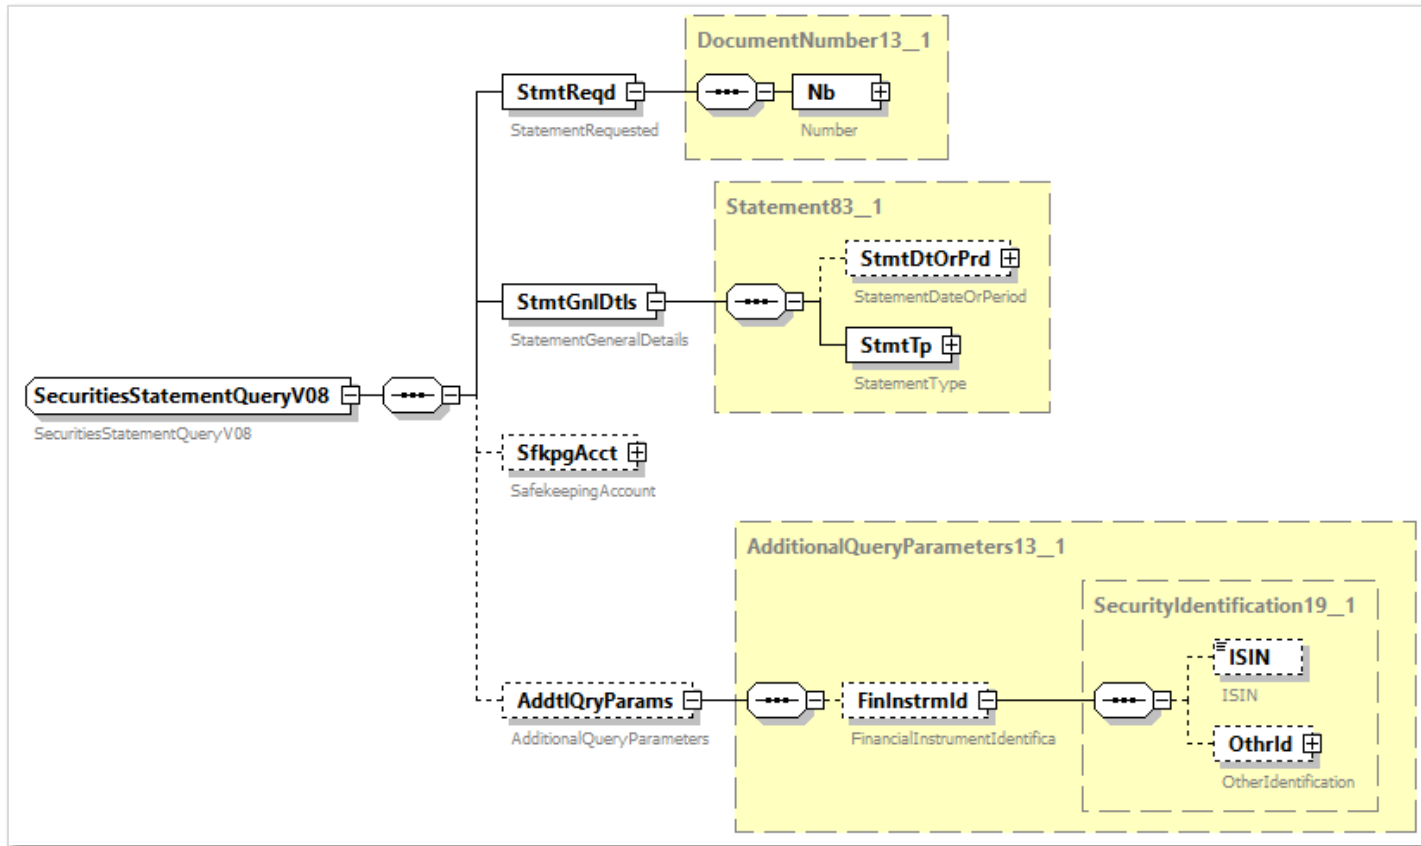 DocumentNumber13__1
StmtReqd
Nb
StatementRequested
Number
Statement83__1
StmtDtOrPrd
StatementDateOrPeriod
StmtGnlDtls
StatementGeneralDetails
StmtTp
StatementType
SecuritiesStatementQueryV08
SecuritiesStatementQueryV08
SfkpgAcct
SafekeepingAccount
AdditionalQueryParameters13__1
SecurityIdentification19__1
ISIN
ISIN
AddtlQryParams
AdditionalQueryParameters
FinInstrmId
FinancialInstrumentIdentifica
OthrId
OtherIdentification